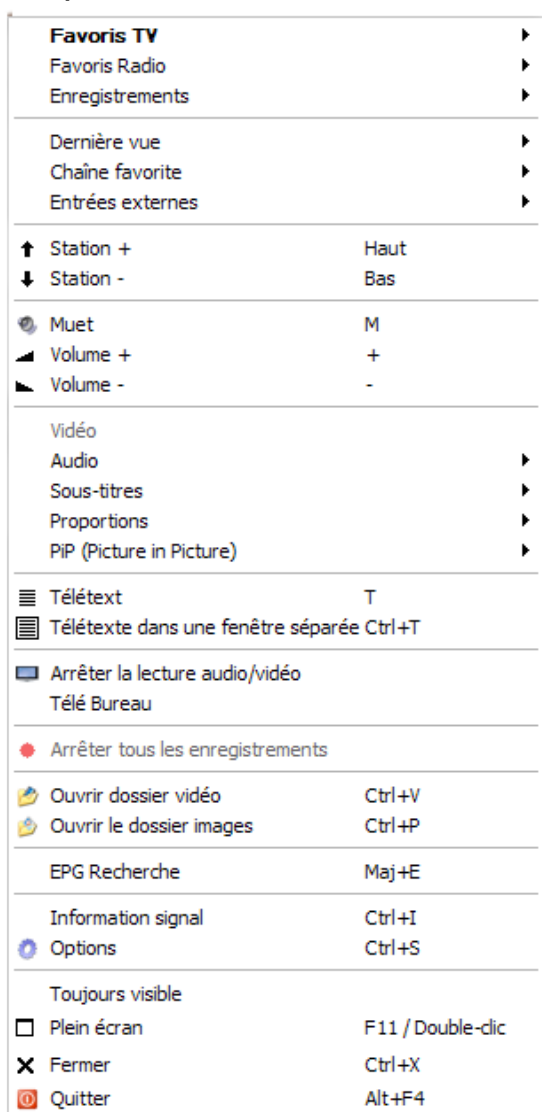 Favoris TV
Favoris Radio
Enregistrements
Dernière vue
Chaîne favorite
Entrées externes
Station + Haut
Station - Bas
Muet M
Volume + +
Volume - -
Vidéo
Audio
Sous-titres
Proportions
PiP (Picture in Picture)
Télétext T
Télétexte dans une fenêtre séparée Ctrl+T
Arrêter la lecture audio/vidéo
Télé Bureau
Arrêter tous les enregistrements
Ouvrir dossier vidéo Ctrl+V
Ouvrir le dossier images Ctrl+P
EPG Recherche Maj+E
Information signal Ctrl+I
Options Ctrl+S
Toujours visible
Plein écran F11 / Double-clic
Fermer Ctrl+X
Quitter Alt+F4